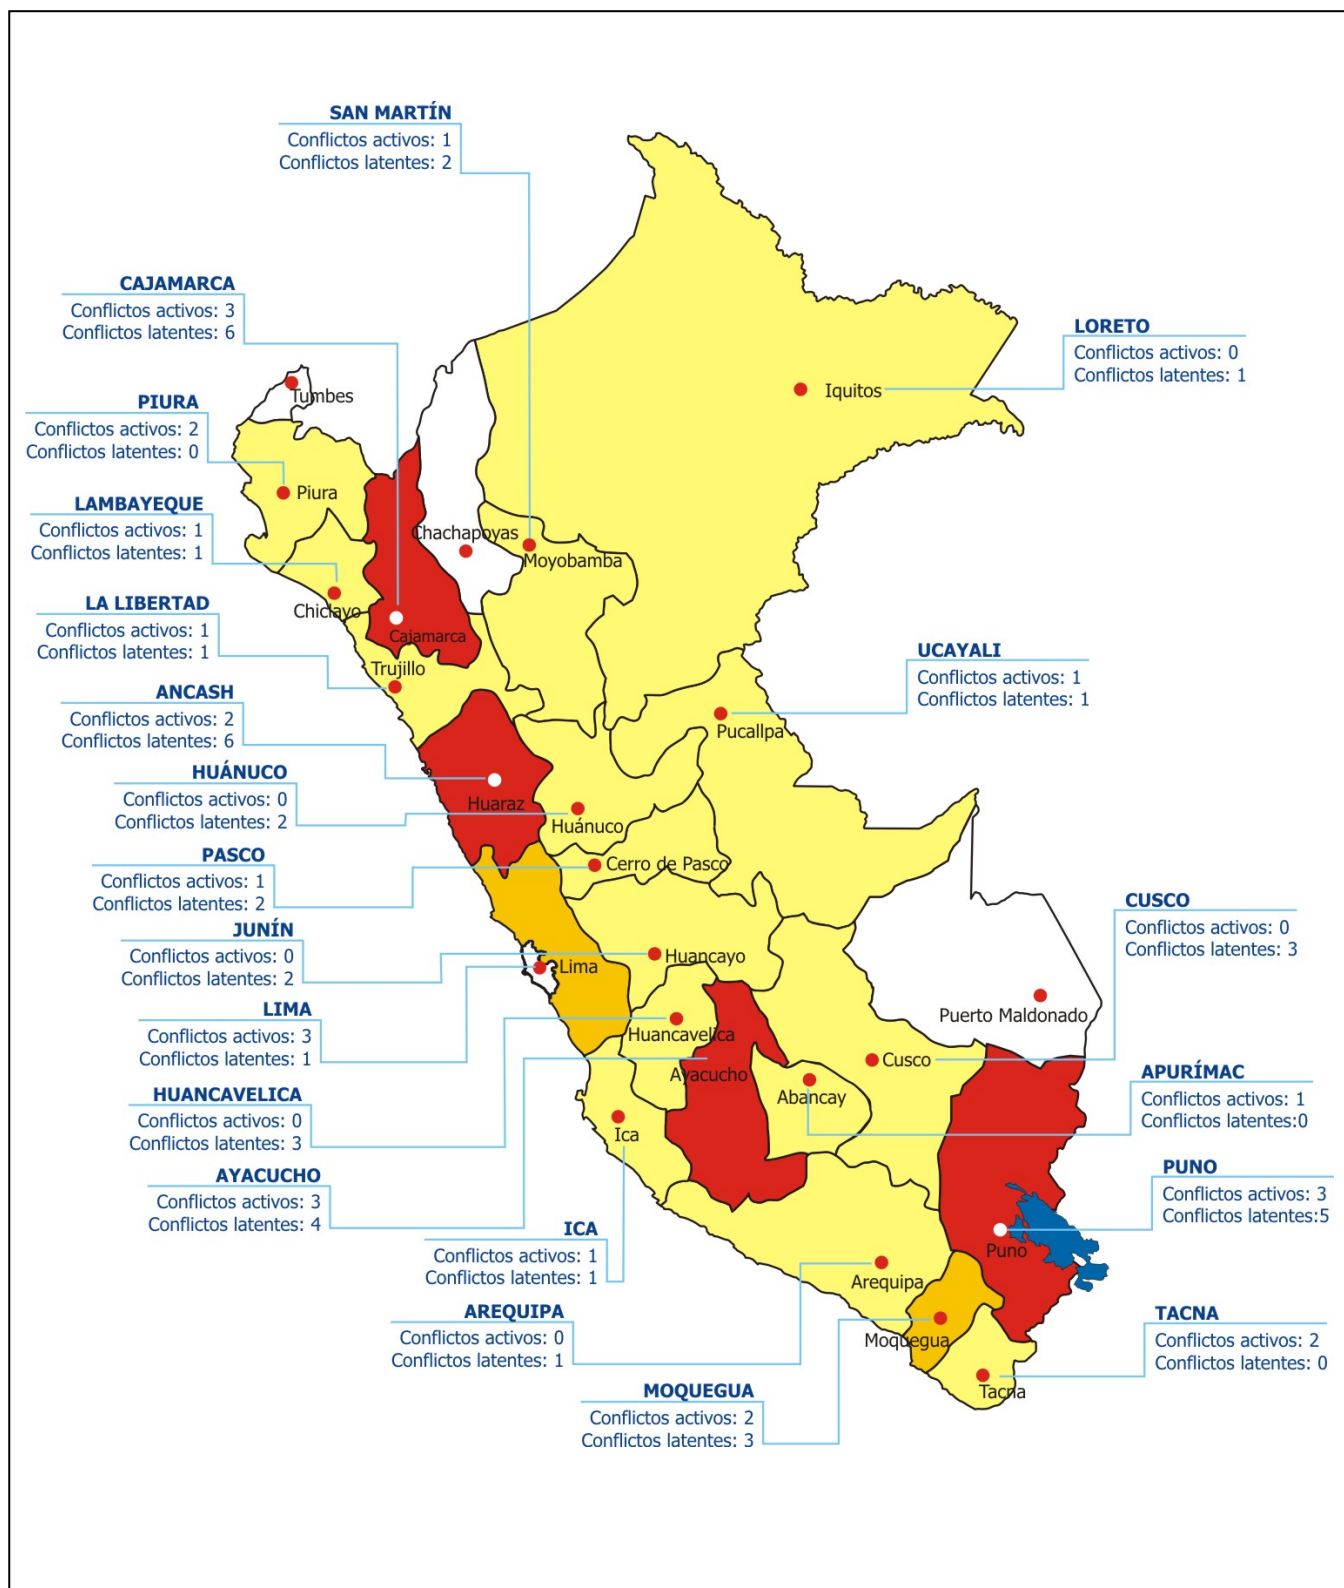 SAN MARTÍN
Conflictos activos: 1
Conflictos latentes: 2
CAJAMARCA
Conflictos activos: 3
Conflictos latentes: 6
LORETO
Conflictos activos: 0
Conflictos latentes: 1
Tumbes
Iquitos
PIURA
Conflictos activos: 2
Conflictos latentes: 0
Piura
LAMBAYEQUE
Conflictos activos: 1
Conflictos latentes: 1
Chachapoyas
Moyobamba
Chiclayo
LA LIBERTAD
Conflictos activos: 1
Conflictos latentes: 1
Cajamarca
Trujillo
UCAYALI
Conflictos activos: 1
Conflictos latentes: 1
Pucallpa
ANCASH
Conflictos activos: 2
Conflictos latentes: 6
HUÁNUCO
Conflictos activos: 0
Conflictos latentes: 2
Huaraz
Huánuco
PASCO
Conflictos activos: 1
Conflictos latentes: 2
Cerro de Pasco
CUSCO
Conflictos activos: 0
Conflictos latentes: 3
JUNÍN
Conflictos activos: 0
Conflictos latentes: 2
Huancayo
Lima
LIMA
Conflictos activos: 3
Conflictos latentes: 1
Puerto Maldonado
Huancavelica
Cusco
Ayacucho
Abancay
APURÍMAC
Conflictos activos: 1
Conflictos latentes:0
HUANCAVELICA
Conflictos activos: 0
Conflictos latentes: 3
Ica
AYACUCHO
Conflictos activos: 3
Conflictos latentes: 4
PUNO
Conflictos activos: 3
Conflictos latentes:5
Puno
ICA
Conflictos activos: 1
Conflictos latentes: 1
Arequipa
AREQUIPA
Conflictos activos: 0
Conflictos latentes: 1
Moquegua
TACNA
Conflictos activos: 2
Conflictos latentes: 0
Tacna
MOQUEGUA
Conflictos activos: 2
Conflictos latentes: 3